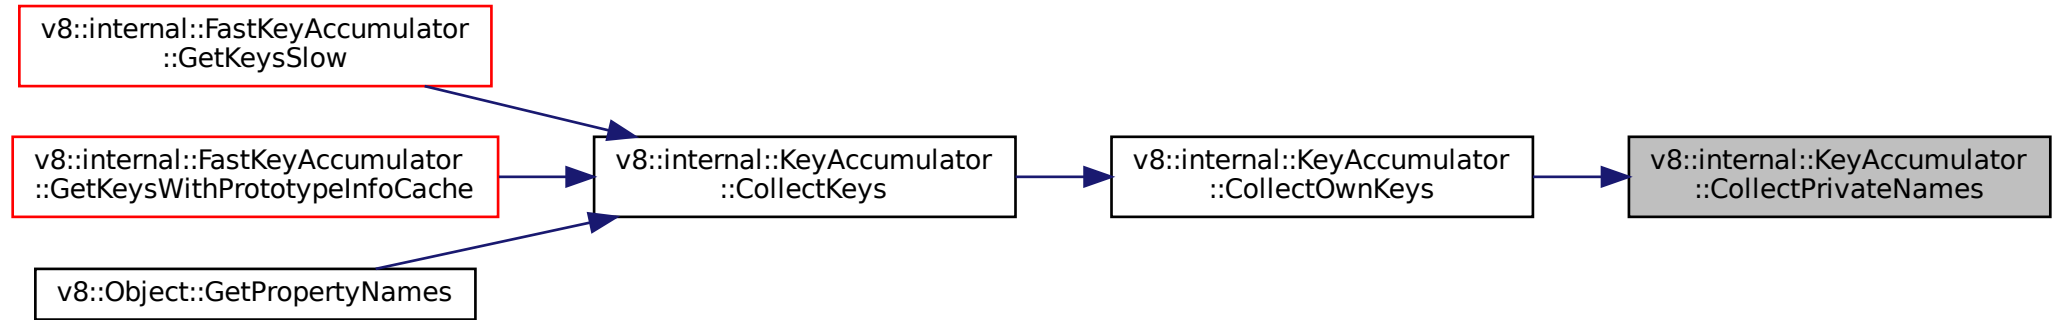 v8::internal::FastKeyAccumulator
::GetKeysSlow
v8::internal::FastKeyAccumulator
::GetKeysWithPrototypeInfoCache
v8::Object::GetPropertyNames
v8::internal::KeyAccumulator
::CollectKeys
v8::internal::KeyAccumulator
::CollectOwnKeys
v8::internal::KeyAccumulator
::CollectPrivateNames